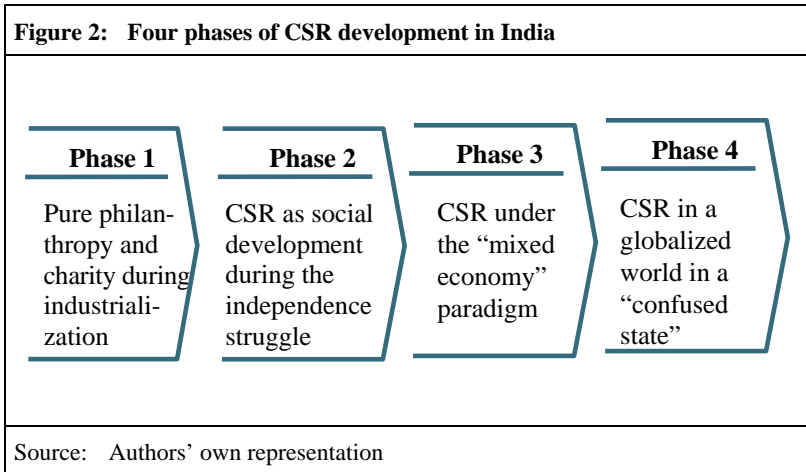 Figure 2: Four phases of CSR development in India
Phase 1
Pure philan-
thropy and
charity during
industriali-
zation
Phase 2
CSR as social
development
during the
independence
struggle
Phase 3
CSR under
the “mixed
economy”
paradigm
Phase 4
CSR in a
globalized
world in a
“confused
state”
Source: Authors’ own representation